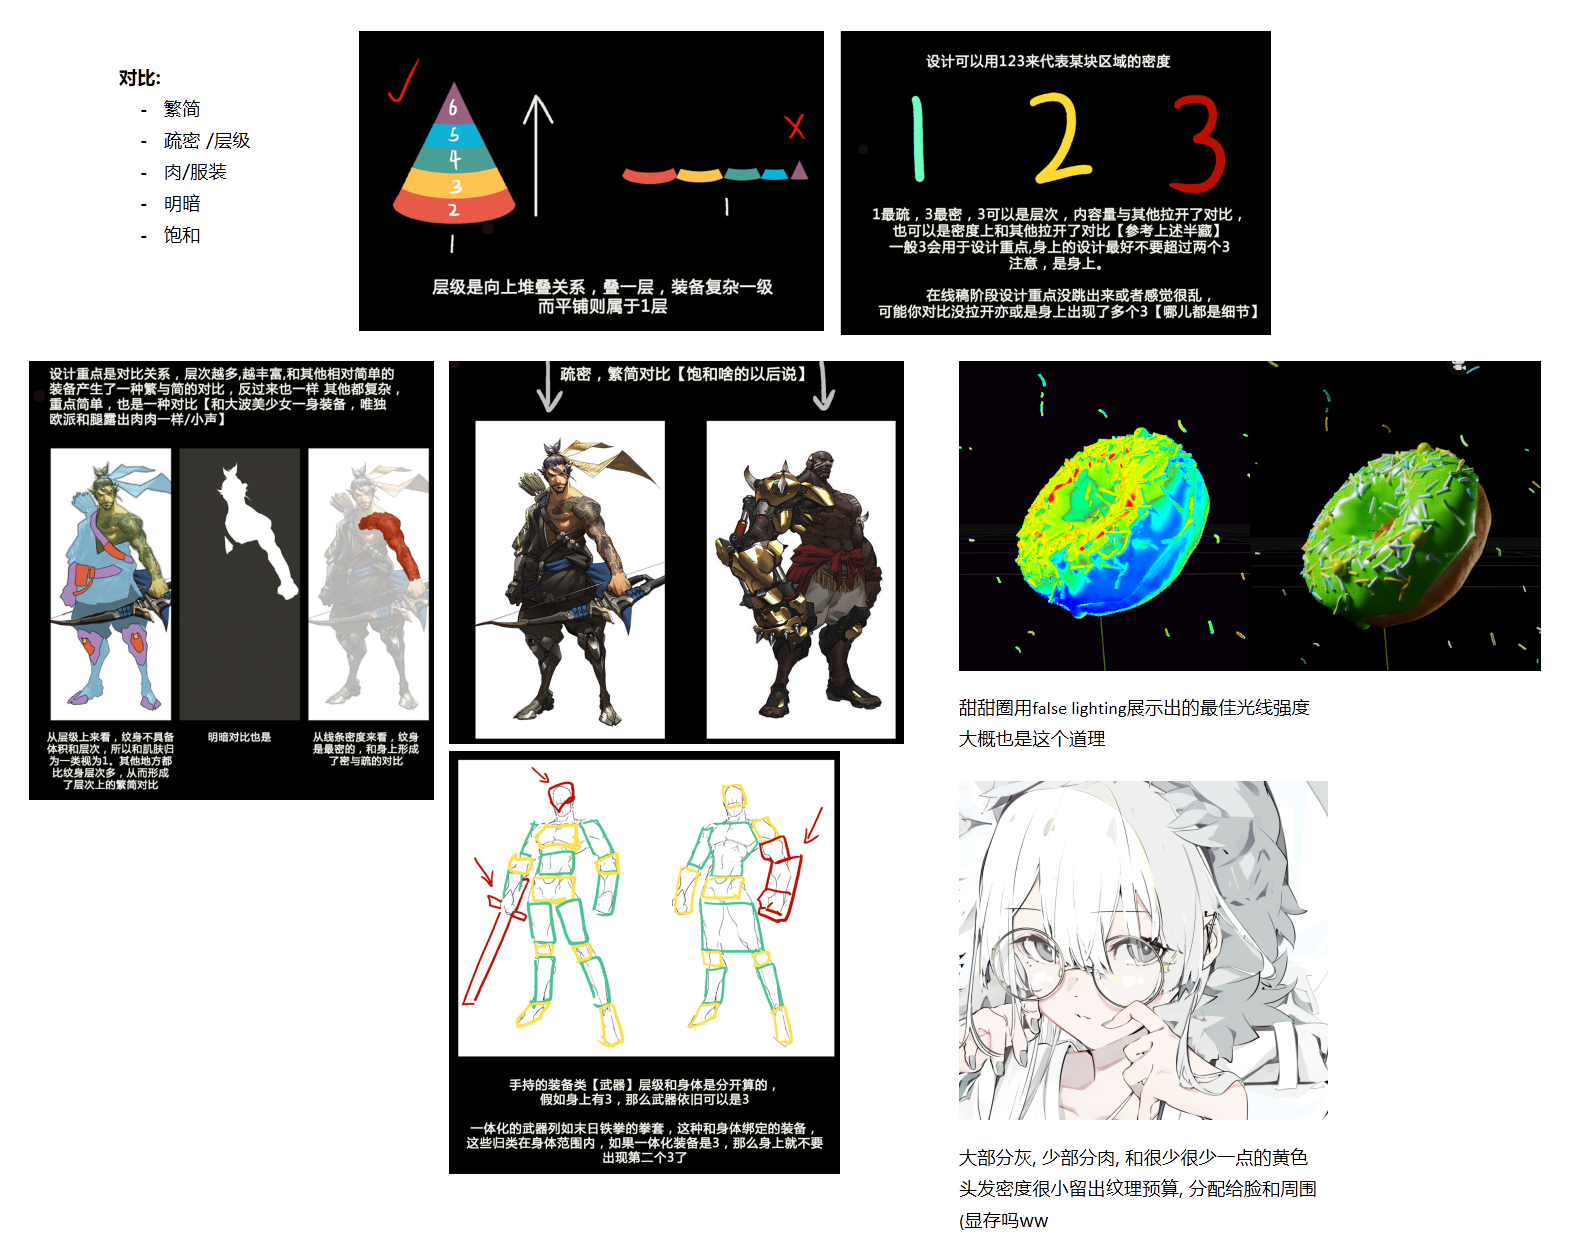 对比:
- 繁简
- 疏密 /层级
- 肉/服装
- 明暗
- 饱和
6
5
4
3
2
1
X
1
层级是向上堆叠关系，叠一层，装备复杂一级
而平铺则属于1层
设计可以用123来代表某块区域的密度
1 2 3
1最疏，3最密，3可以是层次，内容量与其他拉开了对比，
也可以是密度上和其他拉开了对比【参考上述半藏】
一般3会用于设计重点,身上的设计最好不要超过两个3
注意，是身上。
在线稿阶段设计重点没跳出来或者感觉很乱，
可能你对比没拉开亦或是身上出现了多个3【哪儿都是细节】
设计重点是对比关系，层次越多,越丰富,和其他相对简单的
装备产生了一种繁与简的对比，反过来也一样 其他都复杂，
重点简单，也是一种对比【和大波美少女一身装备，唯独
欧派和腿露出肉肉一样/小声】
从层级上来看，纹身不具备
体积和层次，所以和肌肤归
为一类视为1。其他地方都
比纹身层次多，从而形成
了层次上的繁简对比
明暗对比也是
从线条密度来看，纹身
是最密的，和身上形成
了密与疏的对比
疏密，繁简对比【饱和啥的以后说】
手持的装备类【武器】层级和身体是分开算的，
假如身上有3，那么武器依旧可以是3
一体化的武器列如末日铁拳的拳套，这种和身体绑定的装备，
这些归类在身体范围内，如果一体化装备是3，那么身上就不要
出现第二个3了
甜甜圈用false lighting展示出的最佳光线强度
大概也是这个道理
大部分灰, 少部分肉, 和很少很少一点的黄色
头发密度很小留出纹理预算, 分配给脸和周围
(显存吗ww